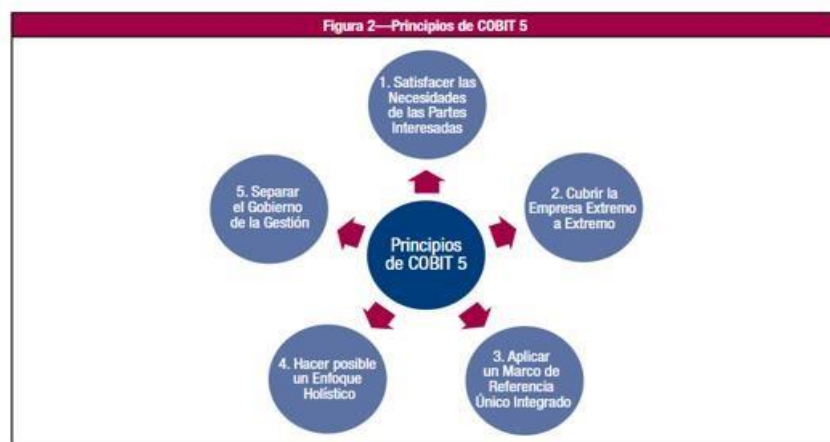 Figura 2—Principios de COBIT 5
1. Satisfacer las
Necesidades
de las Partes
Interesadas
5. Separar
el Gobierno
de la Gestión
2. Cubrir la
Empresa Extremo
a Extremo
Principios
de COBIT 5
4. Hacer posible
un Enfoque
Holístico
3. Aplicar
un Marco de
Referencia
Único Integrado